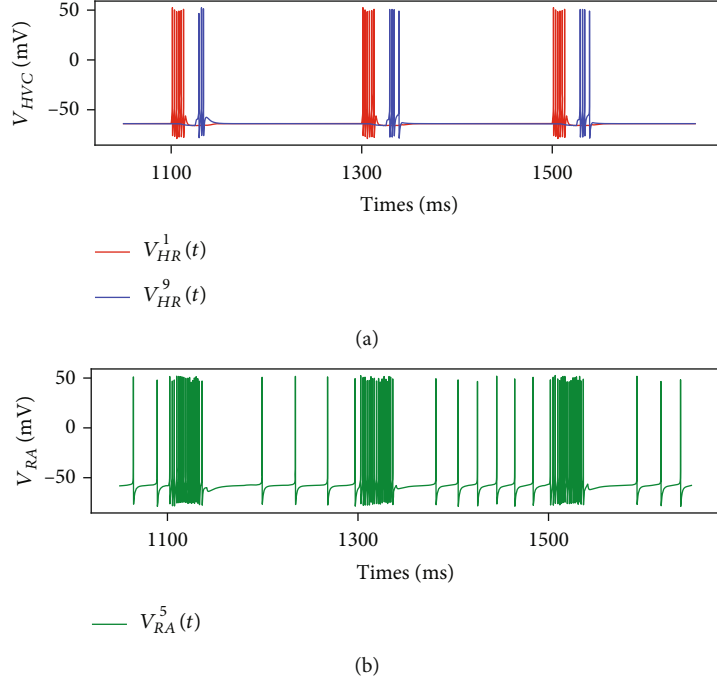 50
0
−50
V_HVC (mV)
1100 1300 1500
Times (ms)
V_HR^1(t)
V_HR^9(t)
(a)
50
0
−50
V_RA (mV)
1100 1300 1500
Times (ms)
V_RA^5(t)
(b)